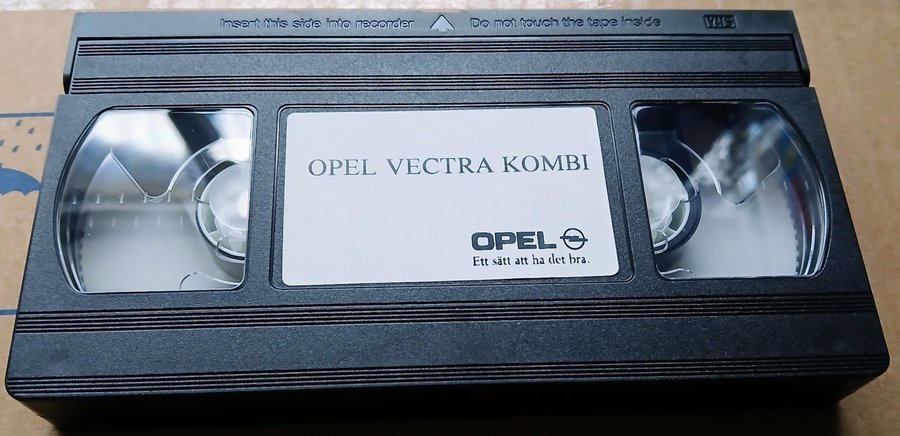 Insert this side into recorder Do not touch the tape inside VHS
OPEL VECTRA KOMBI
OPEL
Ett sätt att ha det bra.